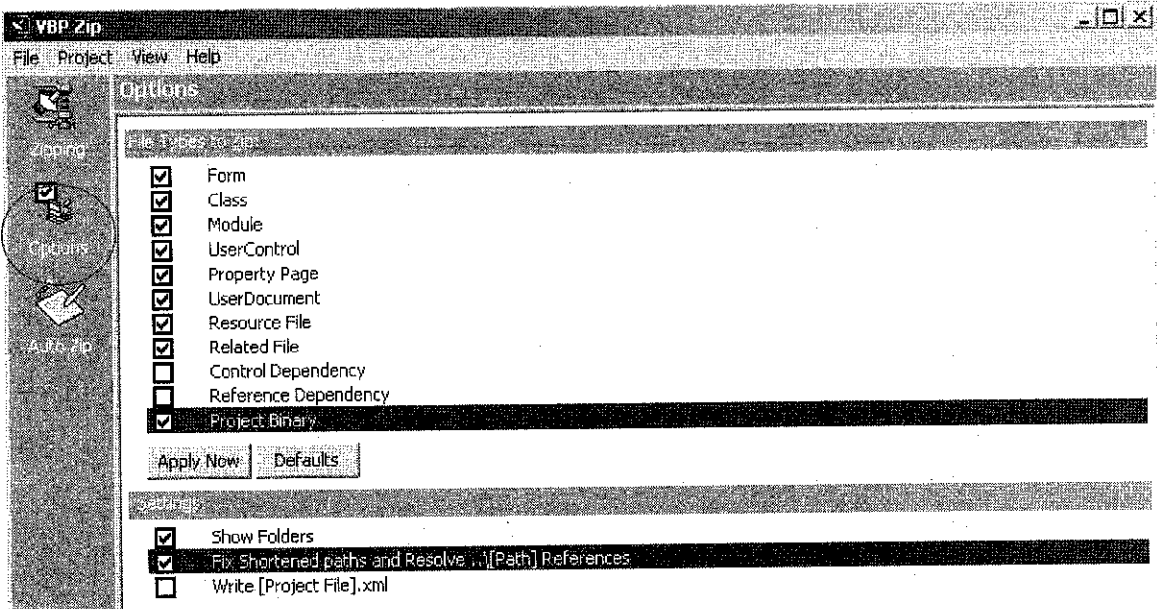 VBP Zip
File Project View Help
Options
Zipping
Options
Auto Zip
File Types to Zip
Form
Class
Module
UserControl
Property Page
UserDocument
Resource File
Related File
Control Dependency
Reference Dependency
Project Binary
Apply Now Defaults
Settings
Show Folders
Fix Shortened paths and Resolve ..\[Path] References
Write [Project File].xml